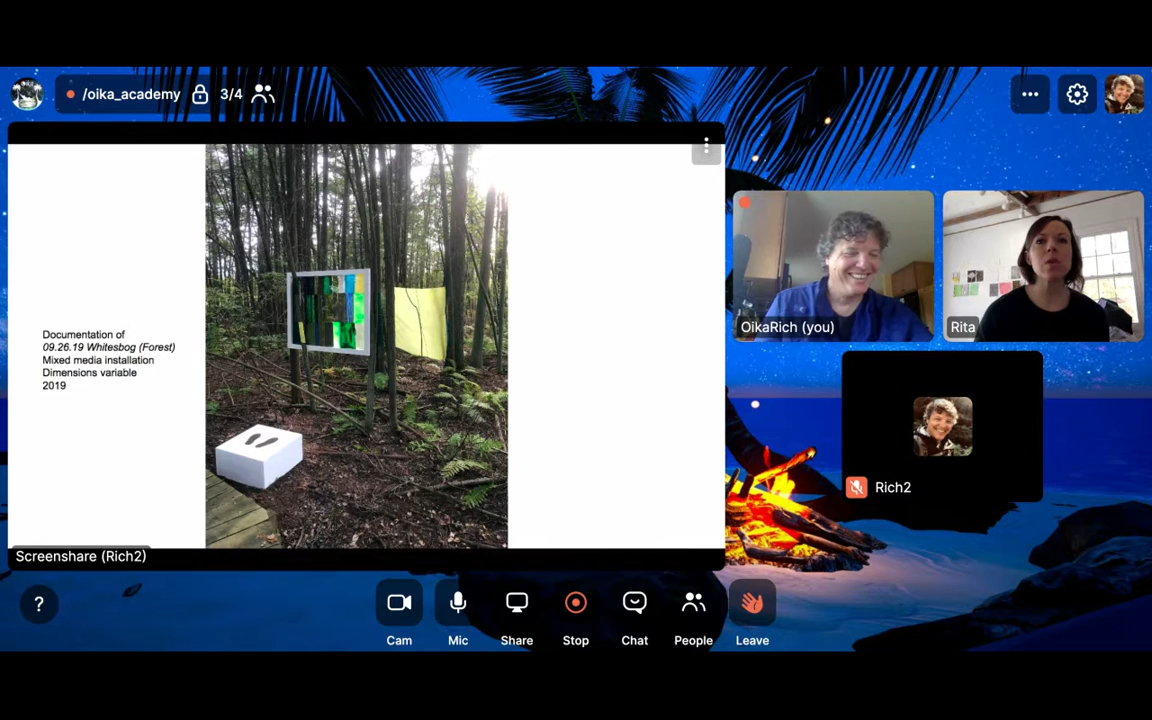 /oika_academy 3/4
Documentation of
09.26.19 Whitesbog (Forest)
Mixed media installation
Dimensions variable
2019
OikaRich (you)
Rita
Rich2
Screenshare (Rich2)
?
Cam
Mic
Share
Stop
Chat
People
Leave